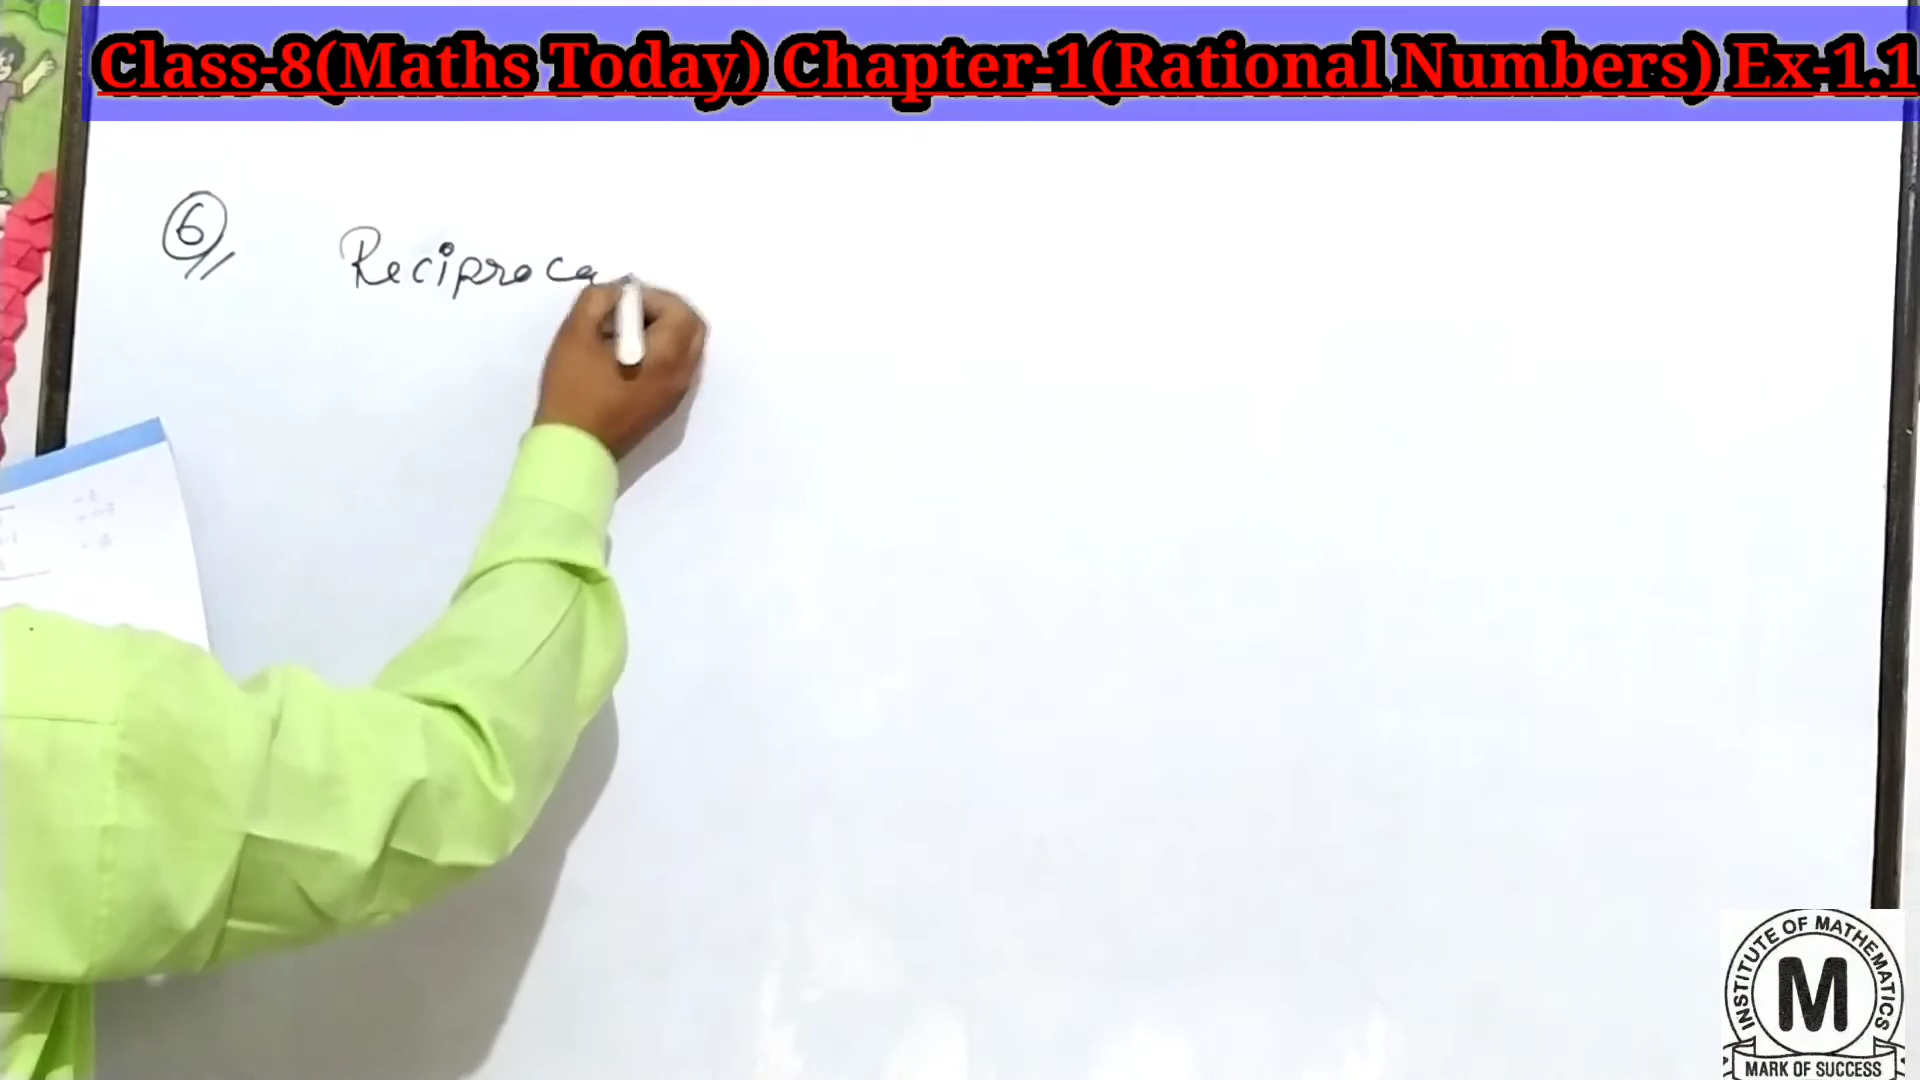 Class-8(Maths Today) Chapter-1(Rational Numbers) Ex-1.1
6
Reciproca
INSTITUTE OF MATHEMATICS
M
MARK OF SUCCESS